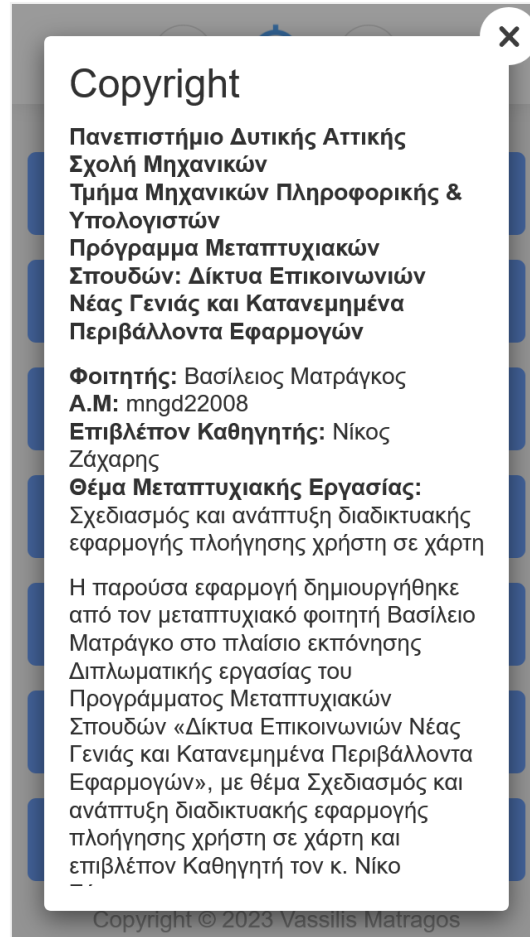 Copyright
Πανεπιστήμιο Δυτικής Αττικής
Σχολή Μηχανικών
Τμήμα Μηχανικών Πληροφορικής &
Υπολογιστών
Πρόγραμμα Μεταπτυχιακών
Σπουδών: Δίκτυα Επικοινωνιών
Νέας Γενιάς και Κατανεμημένα
Περιβάλλοντα Εφαρμογών
Φοιτητής: Βασίλειος Ματράγκος
Α.Μ: mngd22008
Επιβλέπον Καθηγητής: Νίκος
Ζάχαρης
Θέμα Μεταπτυχιακής Εργασίας:
Σχεδιασμός και ανάπτυξη διαδικτυακής
εφαρμογής πλοήγησης χρήστη σε χάρτη
Η παρούσα εφαρμογή δημιουργήθηκε
από τον μεταπτυχιακό φοιτητή Βασίλειο
Ματράγκο στο πλαίσιο εκπόνησης
Διπλωματικής εργασίας του
Προγράμματος Μεταπτυχιακών
Σπουδών «Δίκτυα Επικοινωνιών Νέας
Γενιάς και Κατανεμημένα Περιβάλλοντα
Εφαρμογών», με θέμα Σχεδιασμός και
ανάπτυξη διαδικτυακής εφαρμογής
πλοήγησης χρήστη σε χάρτη και
επιβλέπον Καθηγητή τον κ. Νίκο
Copyright © 2023 Vassilis Matragos